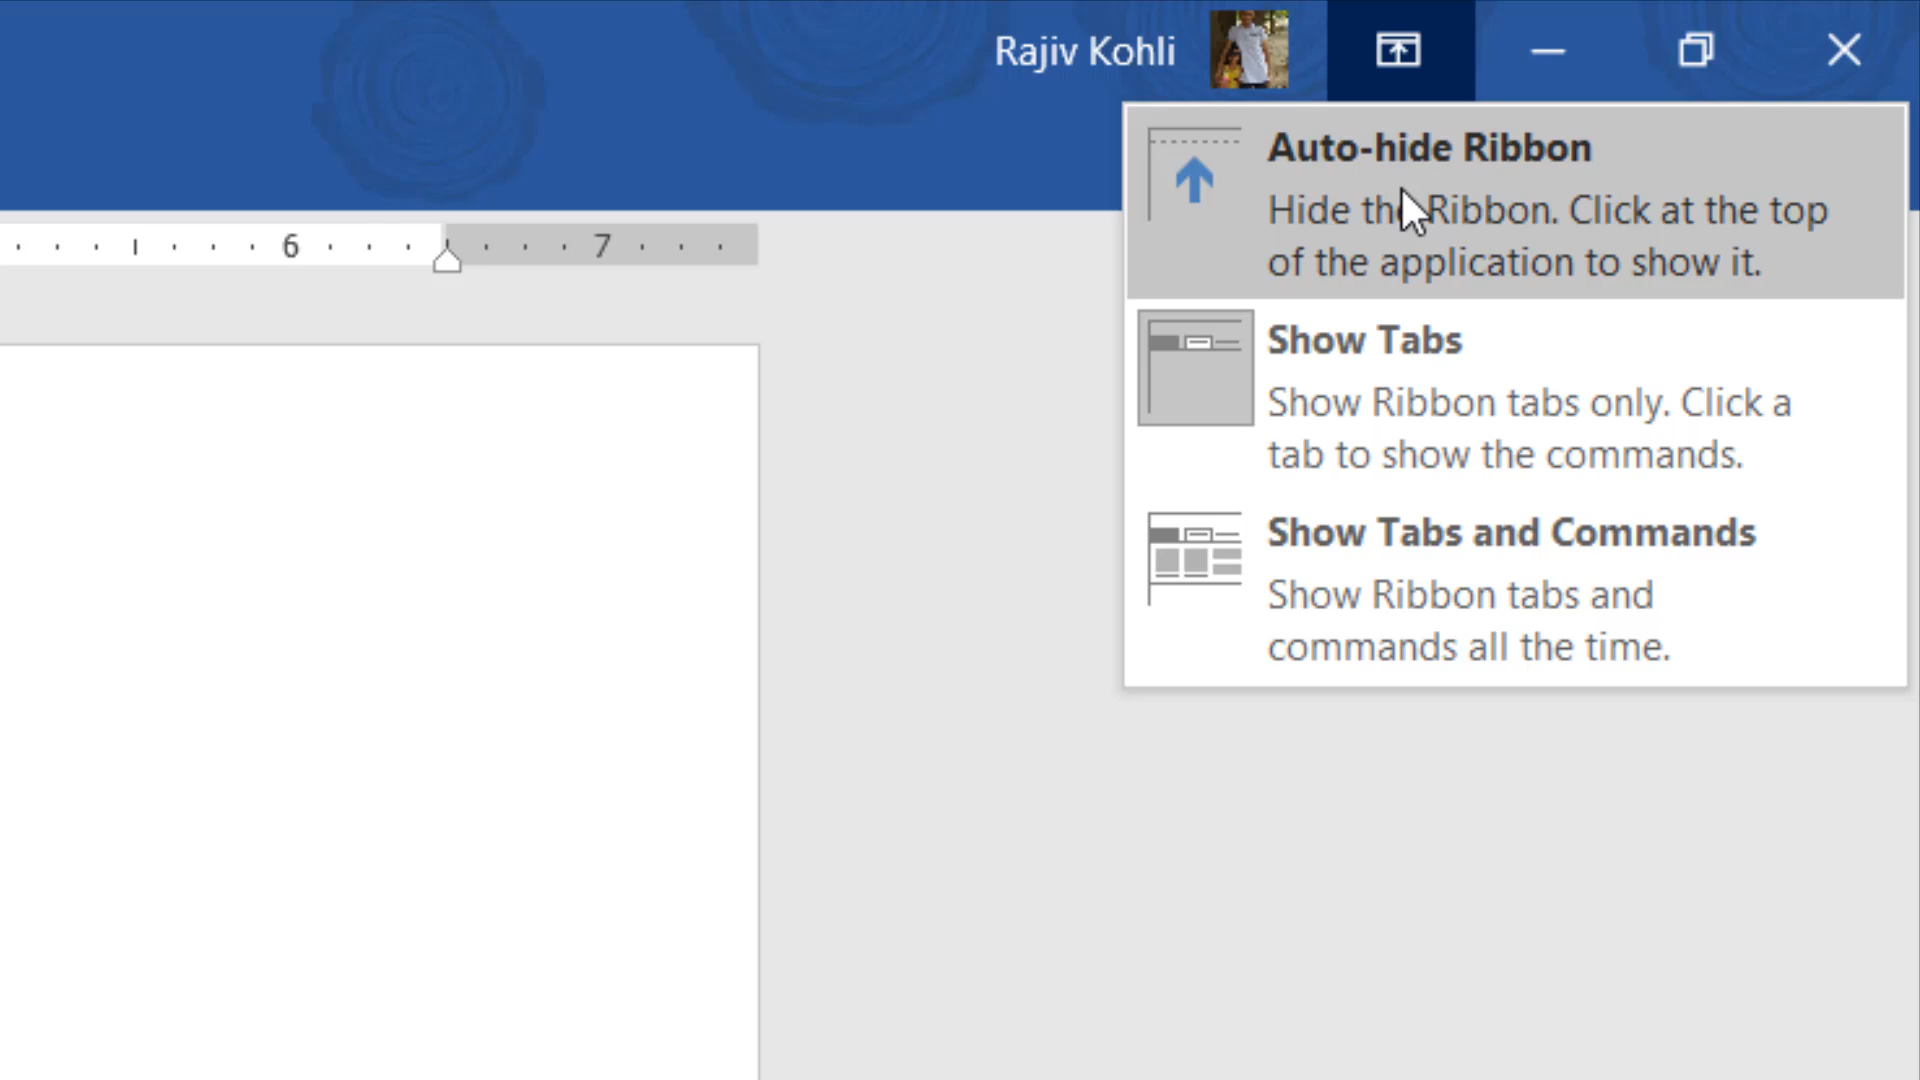 Rajiv Kohli
Auto-hide Ribbon
Hide the Ribbon. Click at the top
of the application to show it.
6 7
Show Tabs
Show Ribbon tabs only. Click a
tab to show the commands.
Show Tabs and Commands
Show Ribbon tabs and
commands all the time.